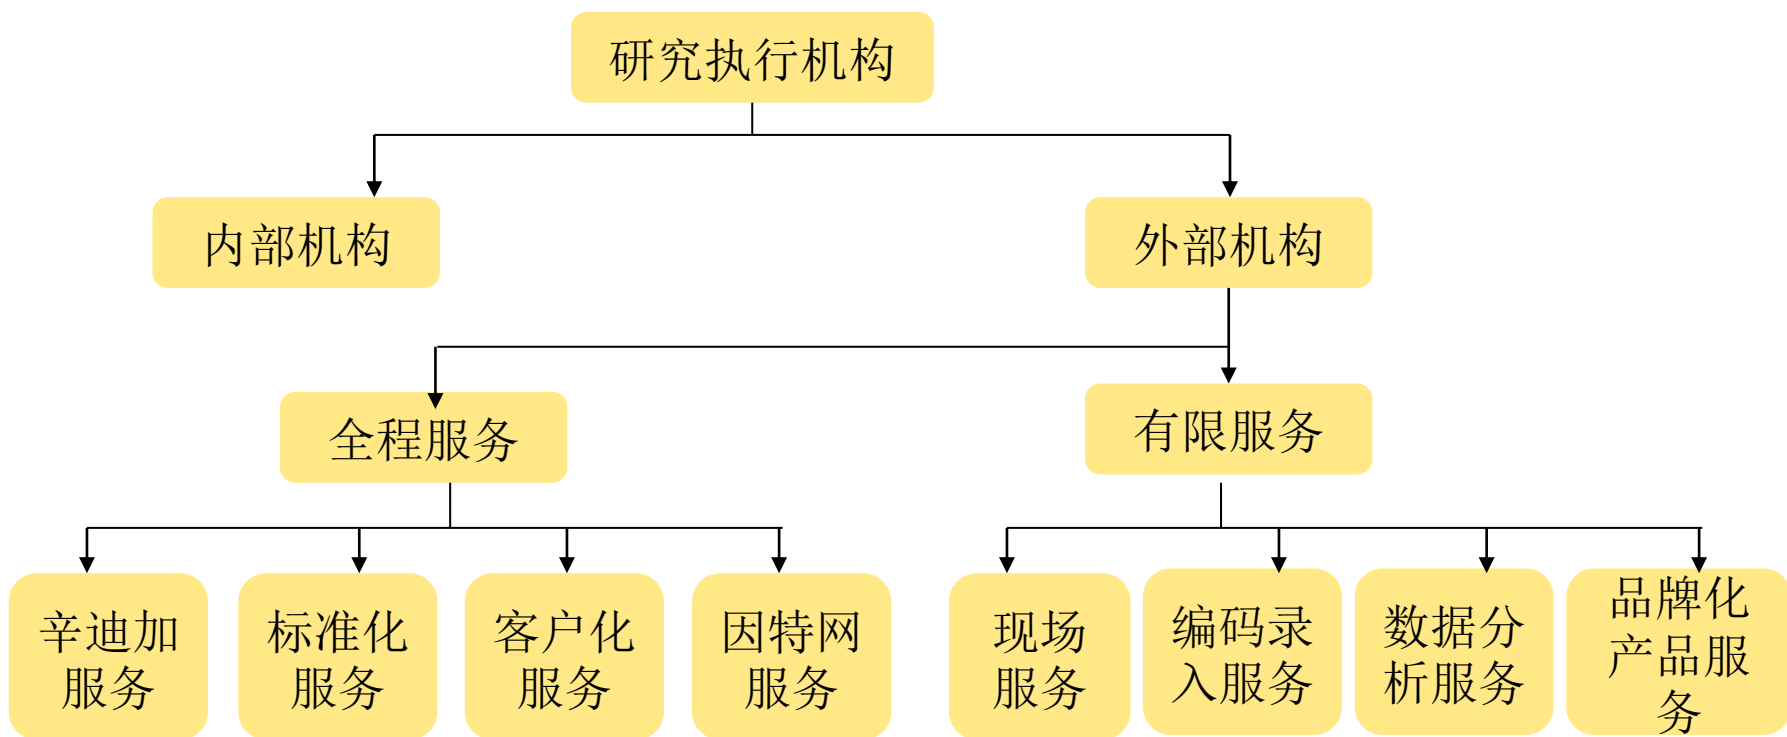 研究执行机构
内部机构
外部机构
全程服务
有限服务
辛迪加
服务
标准化
服务
客户化
服务
因特网
服务
现场
服务
编码录
入服务
数据分
析服务
品牌化
产品服
务